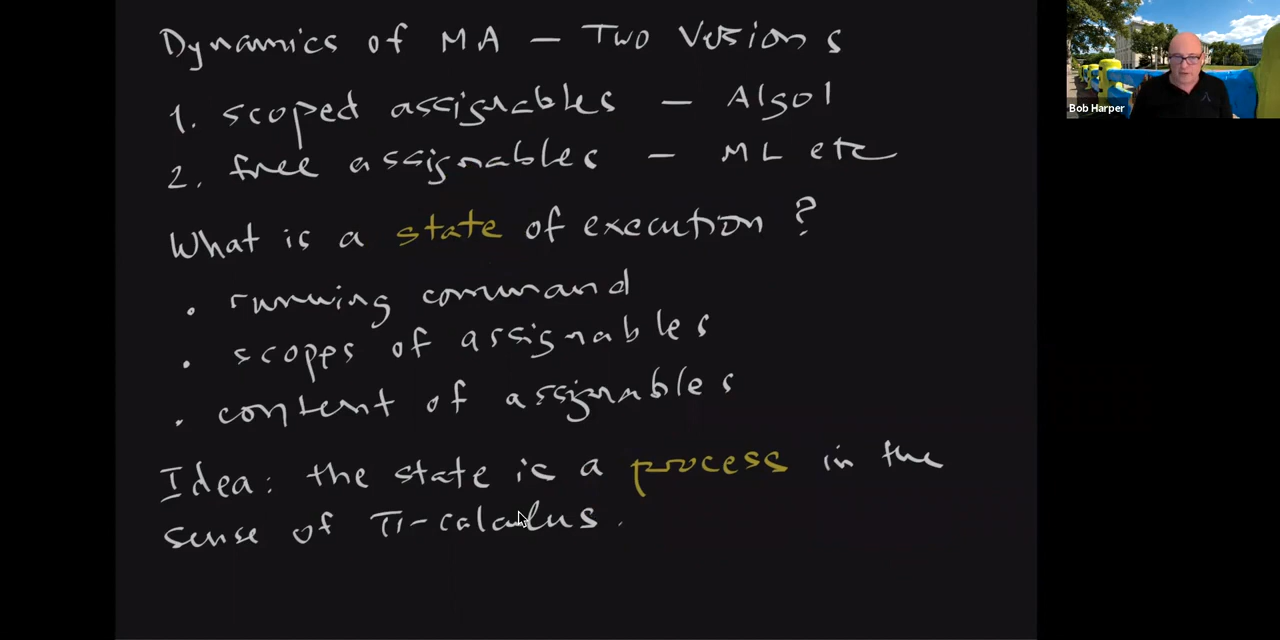 Dynamics of MA - Two Versions
1. scoped assignables - Algol
2. free assignables - ML etc
What is a state of execution?
• running command
• scopes of assignables
• content of assignables
Idea: the state is a process in the
sense of π-calculus.
Bob Harper